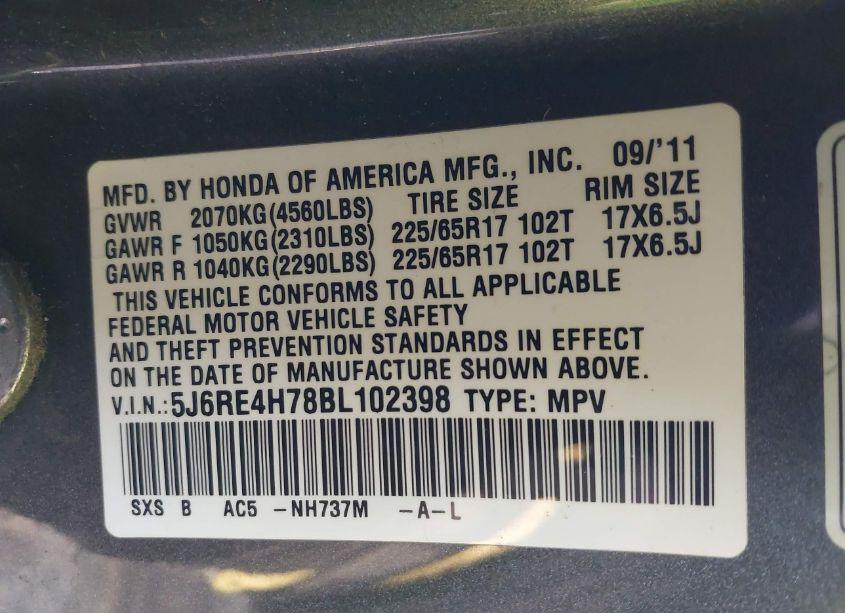 MFD. BY HONDA OF AMERICA MFG., INC. 09/'11
GVWR 2070KG(4560LBS) TIRE SIZE RIM SIZE
GAWR F 1050KG(2310LBS) 225/65R17 102T 17X6.5J
GAWR R 1040KG(2290LBS) 225/65R17 102T 17X6.5J
THIS VEHICLE CONFORMS TO ALL APPLICABLE
FEDERAL MOTOR VEHICLE SAFETY
AND THEFT PREVENTION STANDARDS IN EFFECT
ON THE DATE OF MANUFACTURE SHOWN ABOVE.
V.I.N.:5J6RE4H78BL102398 TYPE: MPV
SXS B AC5 -NH737M -A-L